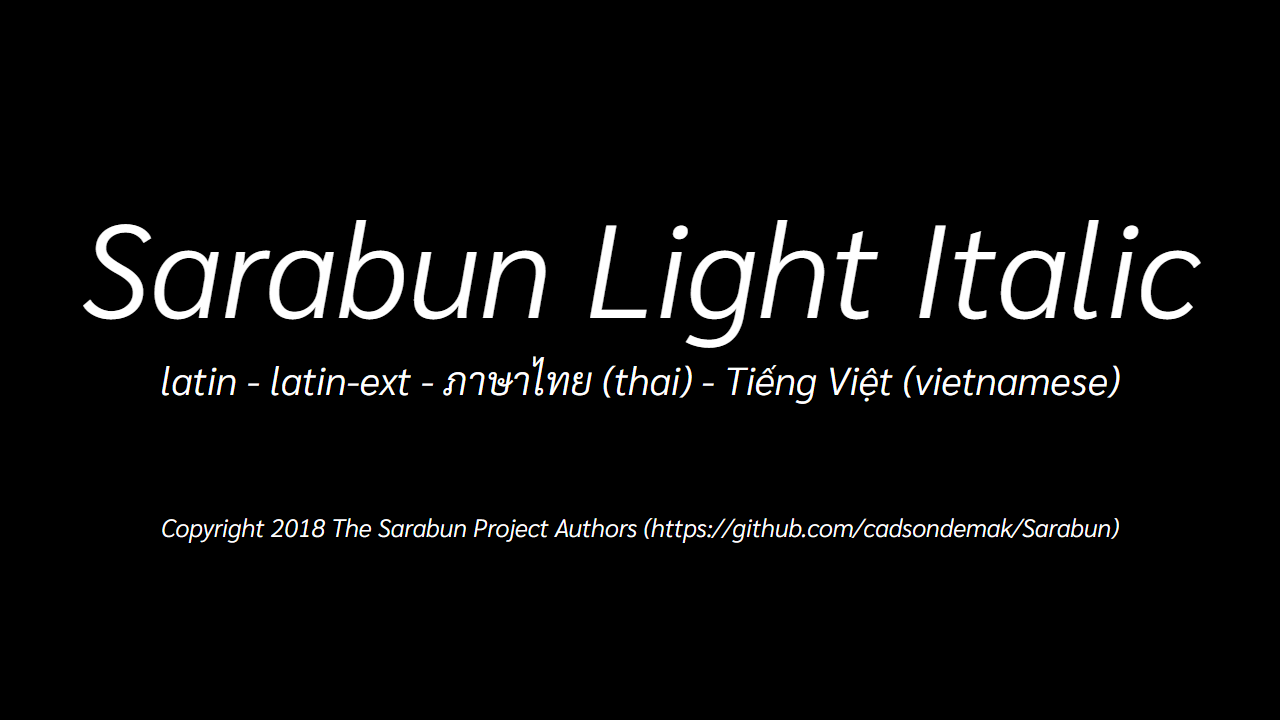 Sarabun Light Italic
latin - latin-ext - ภาษาไทย (thai) - Tiếng Việt (vietnamese)
Copyright 2018 The Sarabun Project Authors (https://github.com/cadsondemak/Sarabun)